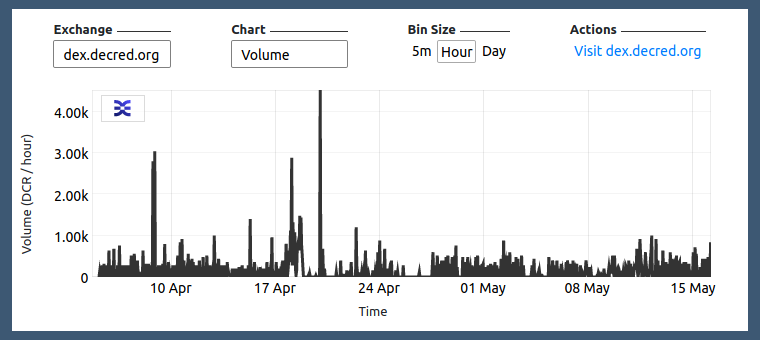 Exchange Chart Bin Size Actions
dex.decred.org Volume 5m Hour Day Visit dex.decred.org
Volume (DCR / hour)
4.00k
3.00k
2.00k
1.00k
0
10 Apr 17 Apr 24 Apr 01 May 08 May 15 May
Time